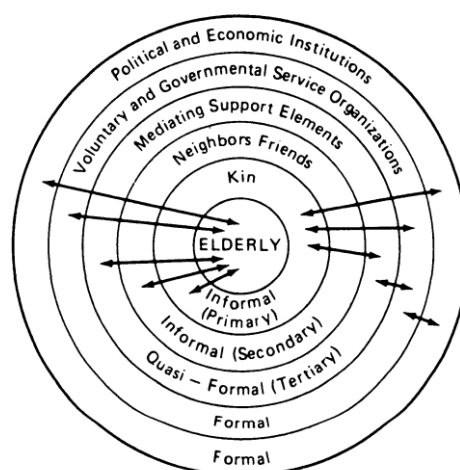 Political and Economic Institutions
Voluntary and Governmental Service Organizations
Mediating Support Elements
Neighbors Friends
Kin
ELDERLY
Informal
(Primary)
Informal (Secondary)
Quasi – Formal (Tertiary)
Formal
Formal